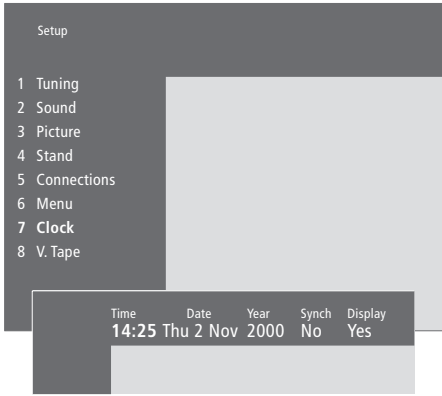 Setup
1 Tuning
2 Sound
3 Picture
4 Stand
5 Connections
6 Menu
7 Clock
8 V. Tape
Time Date Year Synch Display
14:25 Thu 2 Nov 2000 No Yes